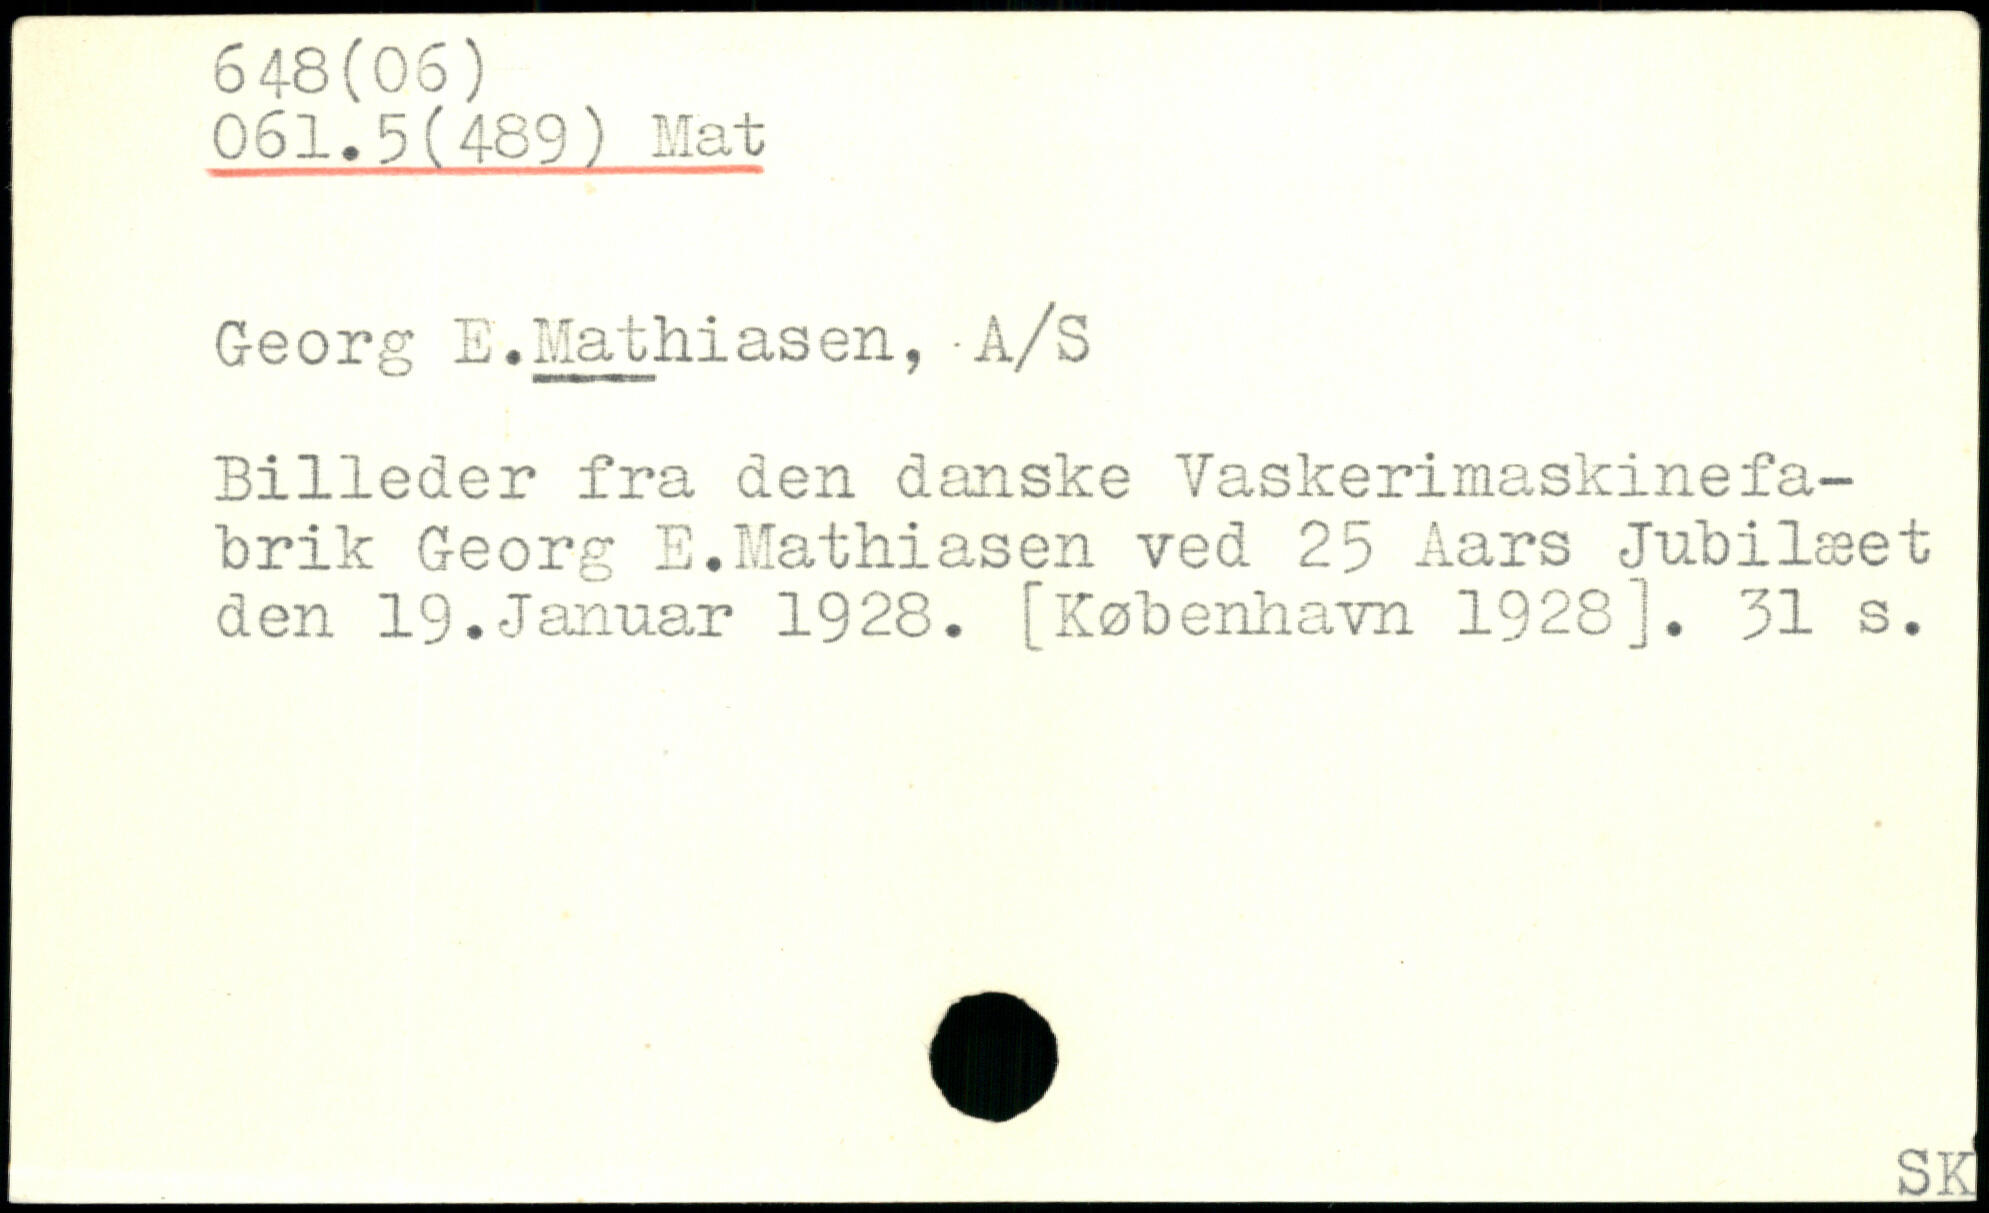 648(06)
061.5(489) Mat
Georg E.Mathiasen, A/S
Billeder fra den danske Vaskerimaskinefa-
brik Georg E.Mathiasen ved 25 Aars Jubilæet
den 19.Januar 1928. [København 1928]. 31 s.
SK